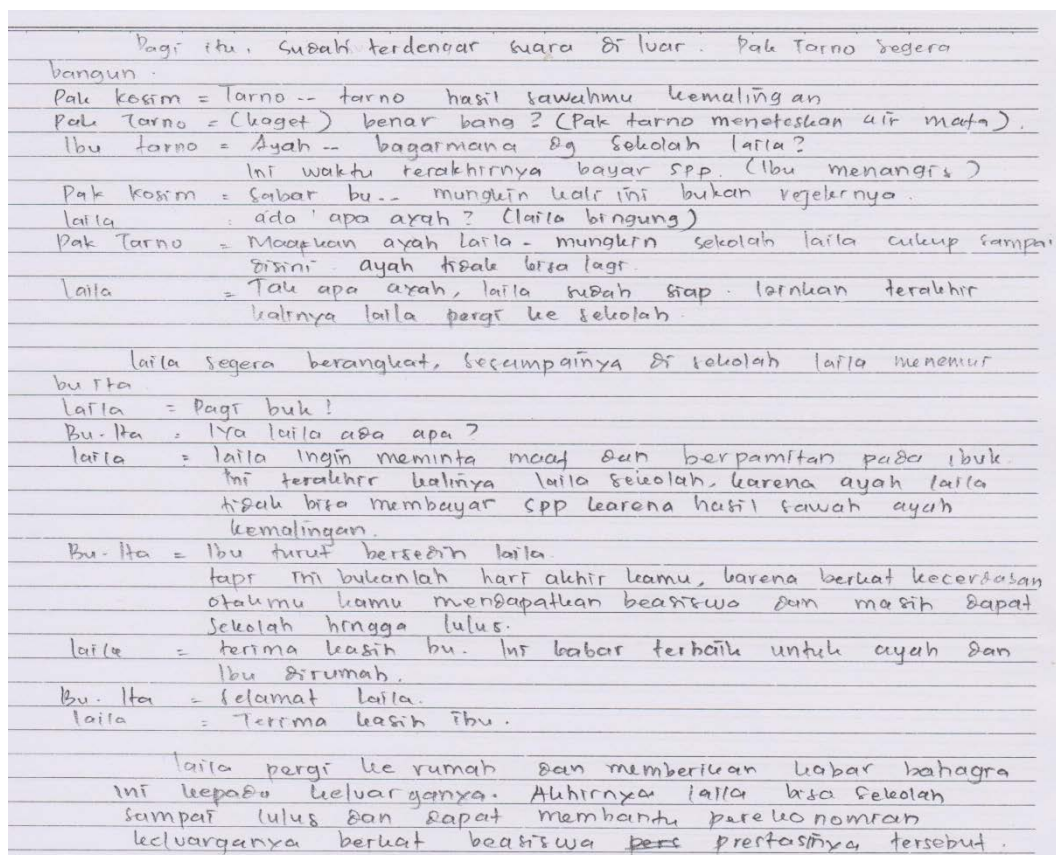 Pagi itu, sudah terdengar suara di luar. Pak Tarno segera
bangun.
Pak kosim = Tarno -- tarno hasil sawahmu kemalingan
Pak Tarno = (kaget) benar bang? (Pak tarno meneteskan air mata).
Ibu tarno = Ayah -- bagaimana dg sekolah laila?
Ini waktu terakhirnya bayar SPP. (Ibu menangis)
Pak kosim = sabar bu.. mungkin kali ini bukan rejekinya.
laila : ada apa ayah? (laila bingung)
Pak Tarno = Maafkan ayah Laila - mungkin sekolah laila cukup sampai
disini. ayah tidak bisa lagi.
Laila = Tak apa ayah, laila sudah siap. Izinkan terakhir
kalinya laila pergi ke sekolah.
laila segera berangkat, sesampainya di sekolah laila menemui
bu Ita
Laila = Pagi buk!
Bu-Ita = Iya laila ada apa?
laila = laila ingin meminta maaf dan berpamitan pada ibuk.
Ini terakhir kalinya laila sekolah, karena ayah laila
tidak bisa membayar spp karena hasil sawah ayah
kemalingan.
Bu-Ita = Ibu turut bersedih laila.
tapi ini bukanlah hari akhir kamu, karena berkat kecerdasan
otakmu kamu mendapatkan beasiswa dan masih dapat
sekolah hingga lulus.
laila = terima kasih bu. Ini kabar terbaik untuk ayah dan
Ibu dirumah.
Bu. Ita = selamat Laila.
laila = Terima kasih ibu.
laila pergi ke rumah dan memberikan kabar bahagia
ini kepada keluarganya. Akhirnya laila bisa sekolah
sampai lulus dan dapat membantu perekonomian
keluarganya berkat beasiswa prestasinya tersebut.